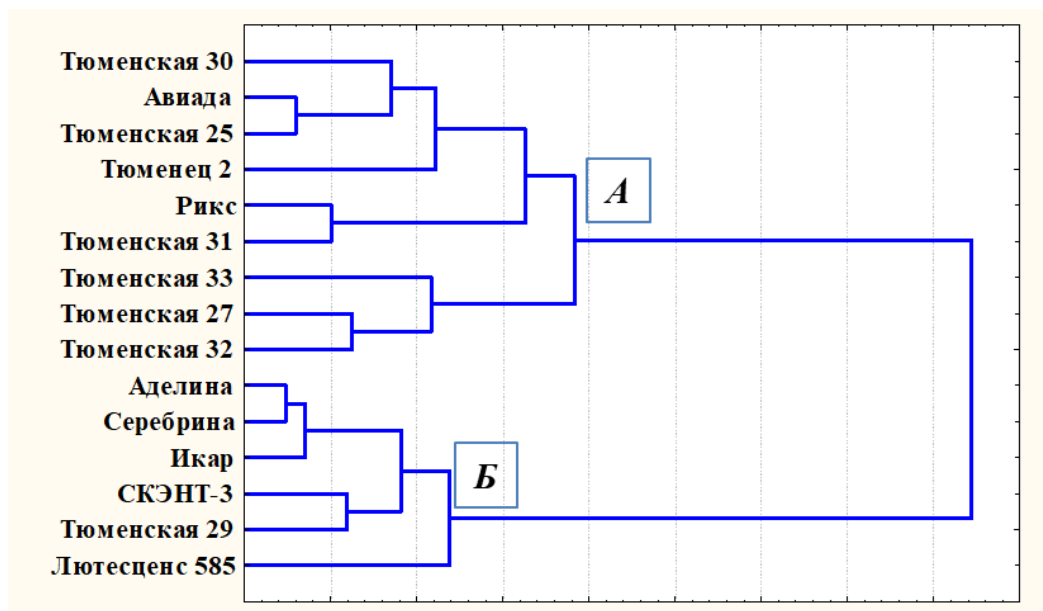 Тюменская 30
Авиада
Тюменская 25
Тюменец 2
Рикс
Тюменская 31
Тюменская 33
Тюменская 27
Тюменская 32
Аделина
Серебрина
Икар
СКЭНТ-3
Тюменская 29
Лютесценс 585
А
Б